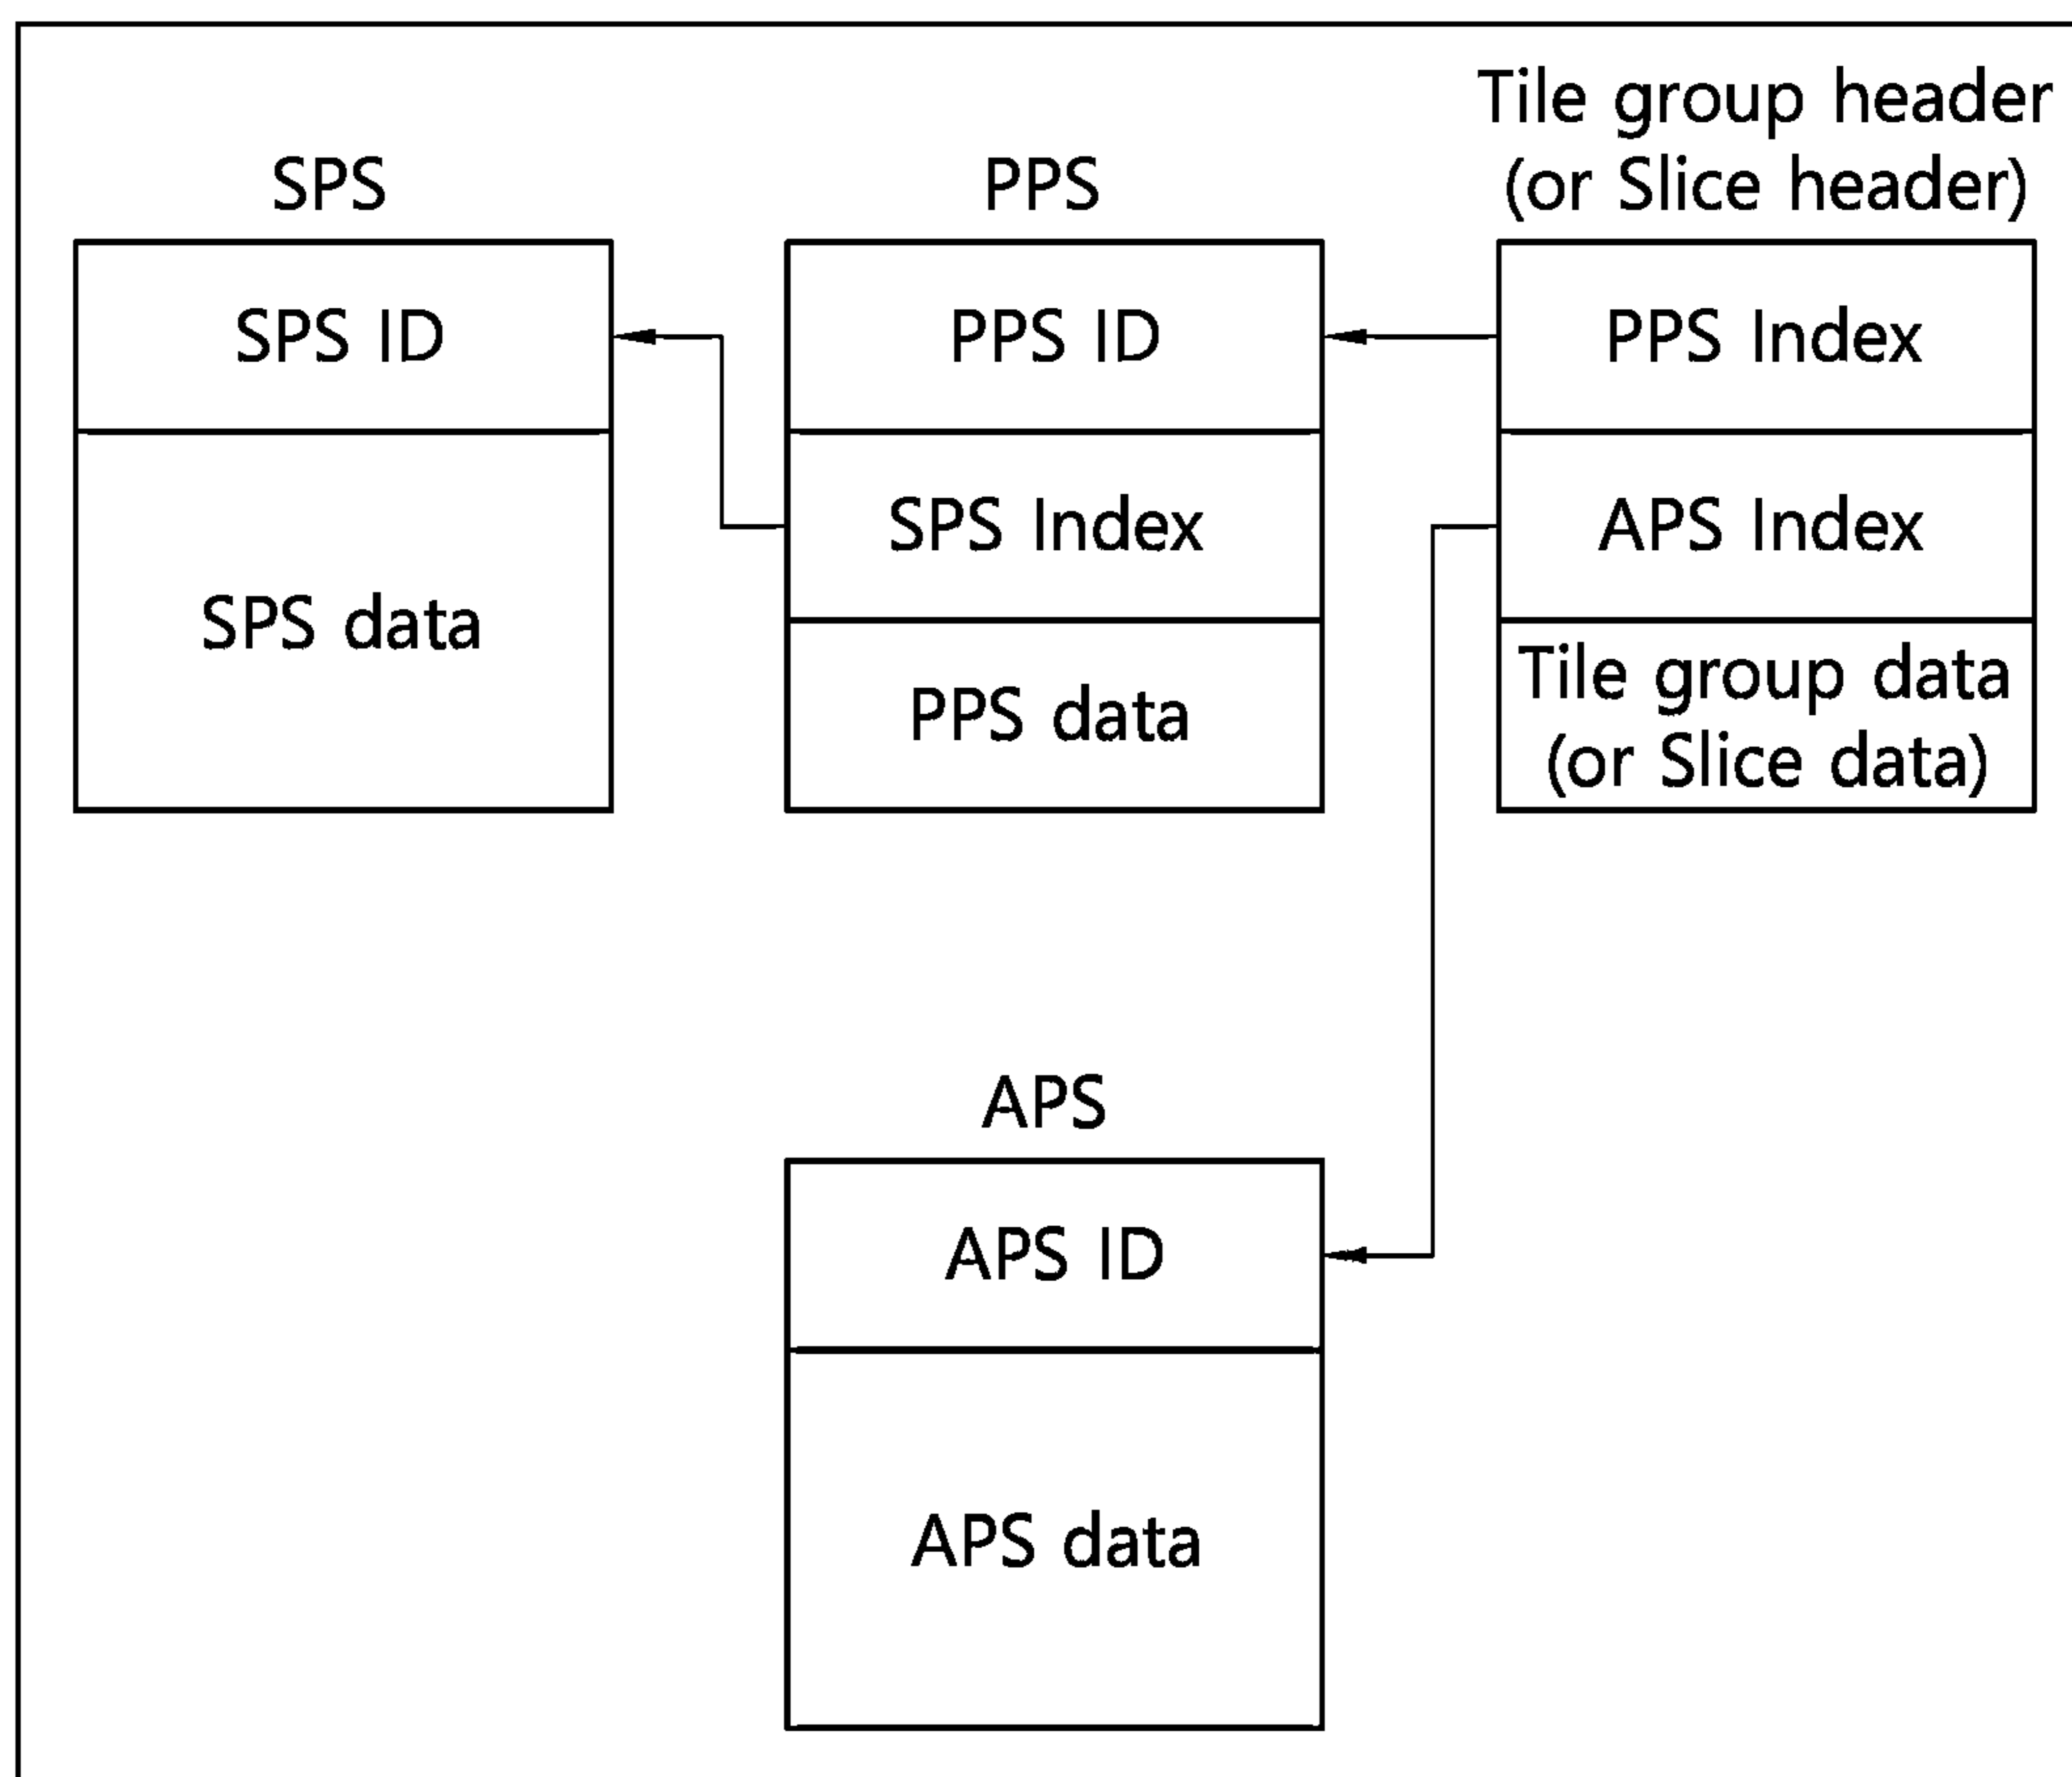 SPS
SPS ID
SPS data
PPS
PPS ID
SPS Index
PPS data
Tile group header
(or Slice header)
PPS Index
APS Index
Tile group data
(or Slice data)
APS
APS ID
APS data